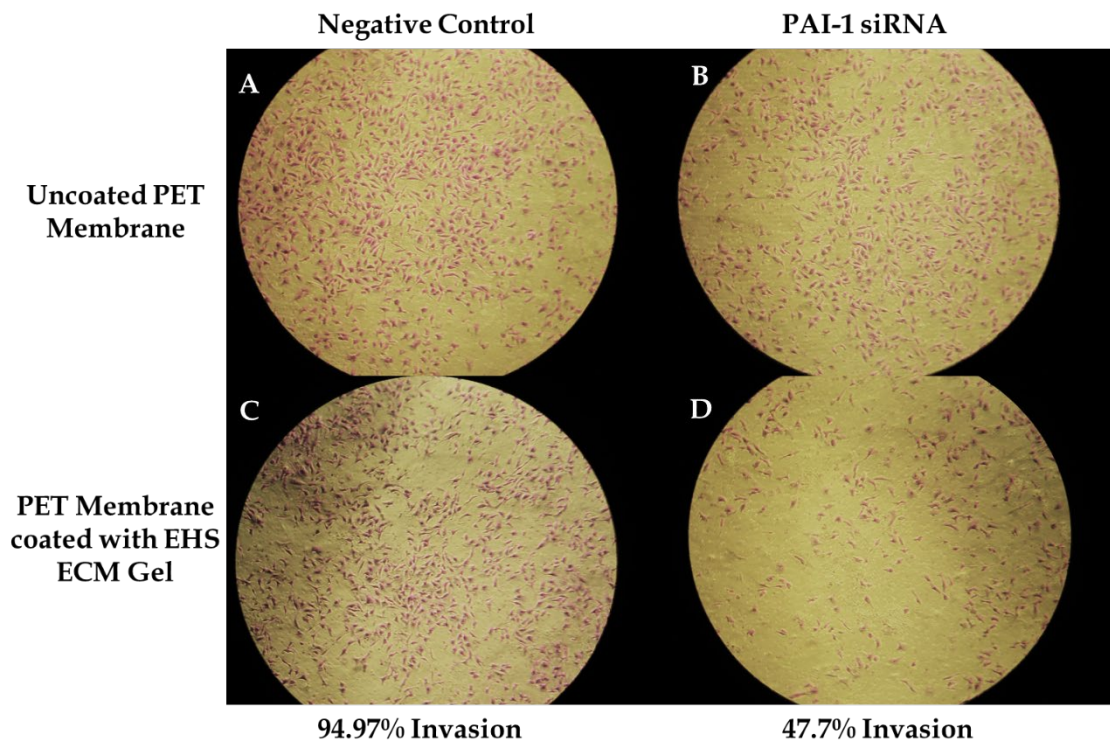 Negative Control
PAI-1 siRNA
A
B
Uncoated PET
Membrane
C
D
PET Membrane
coated with EHS
ECM Gel
94.97% Invasion
47.7% Invasion